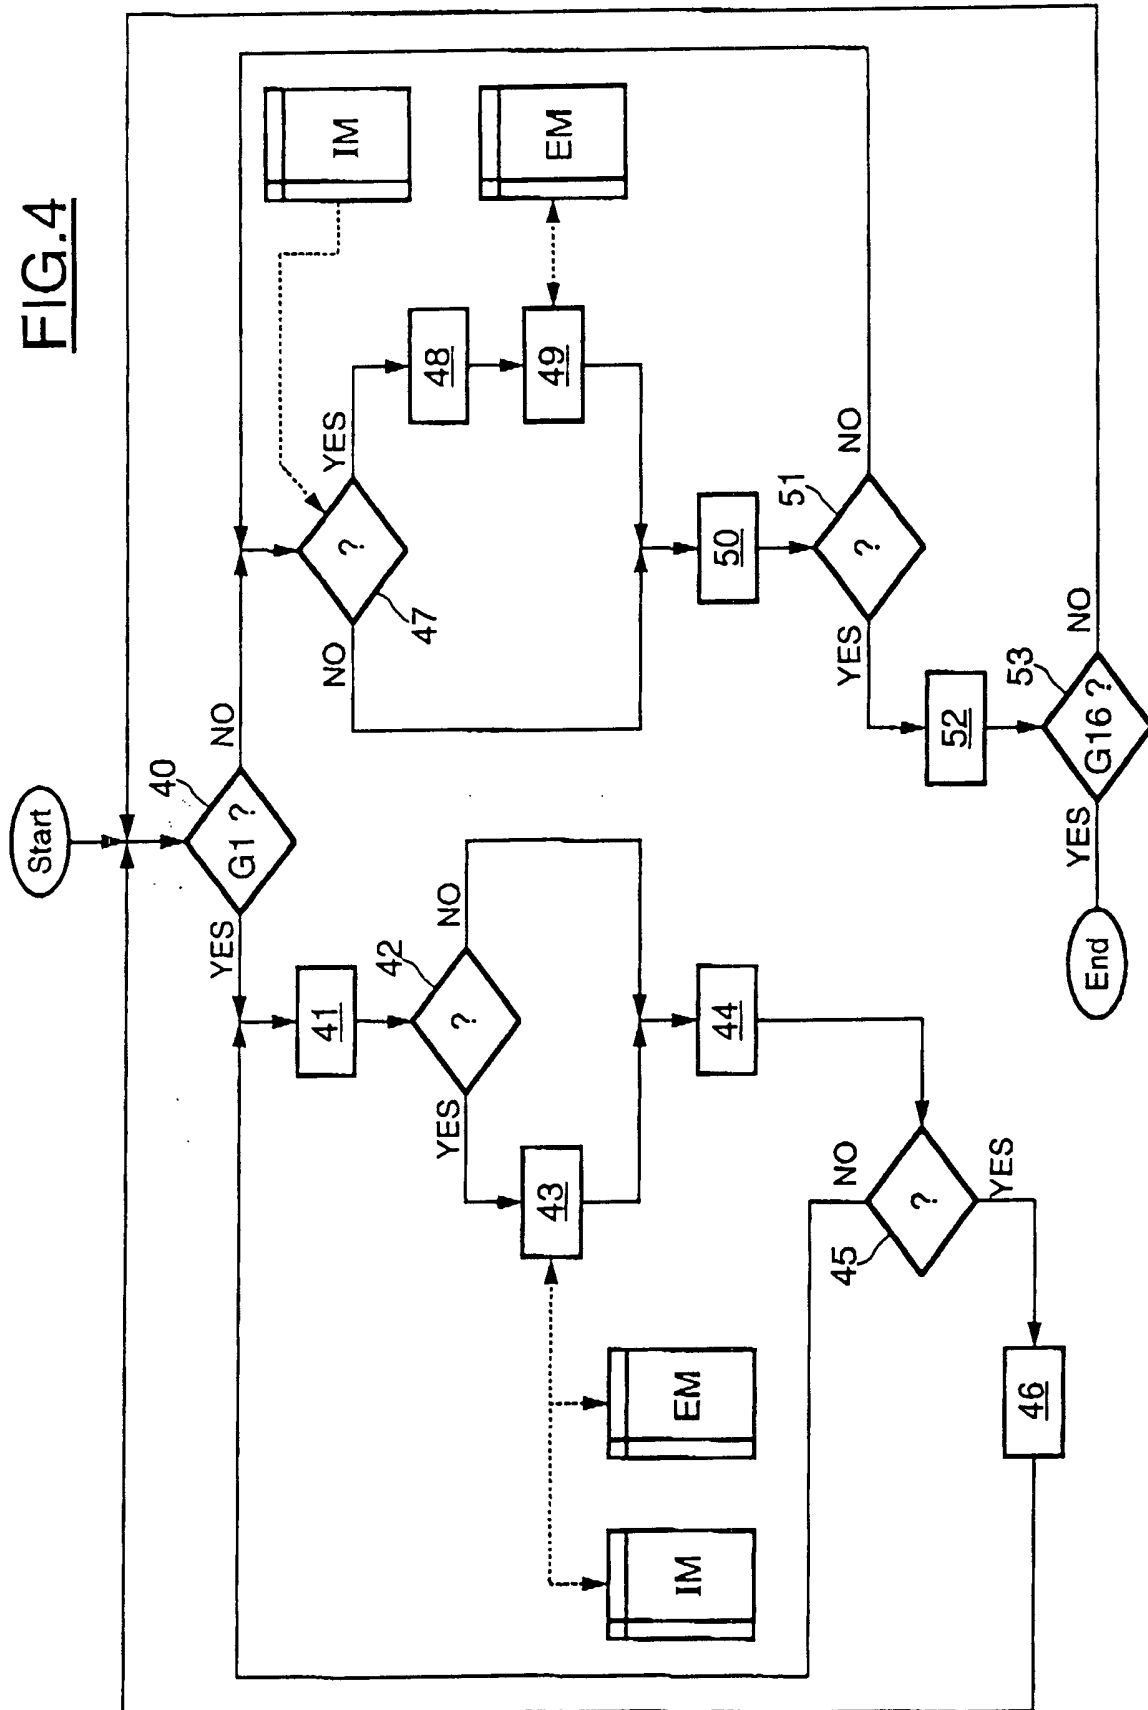 FIG.4
Start
G1 ?
40
YES
NO
41
42
?
YES
NO
43
EM
IM
44
45
?
NO
YES
46
IM
47
?
YES
NO
48
49
EM
50
51
?
YES
NO
52
53
G16 ?
YES
NO
End